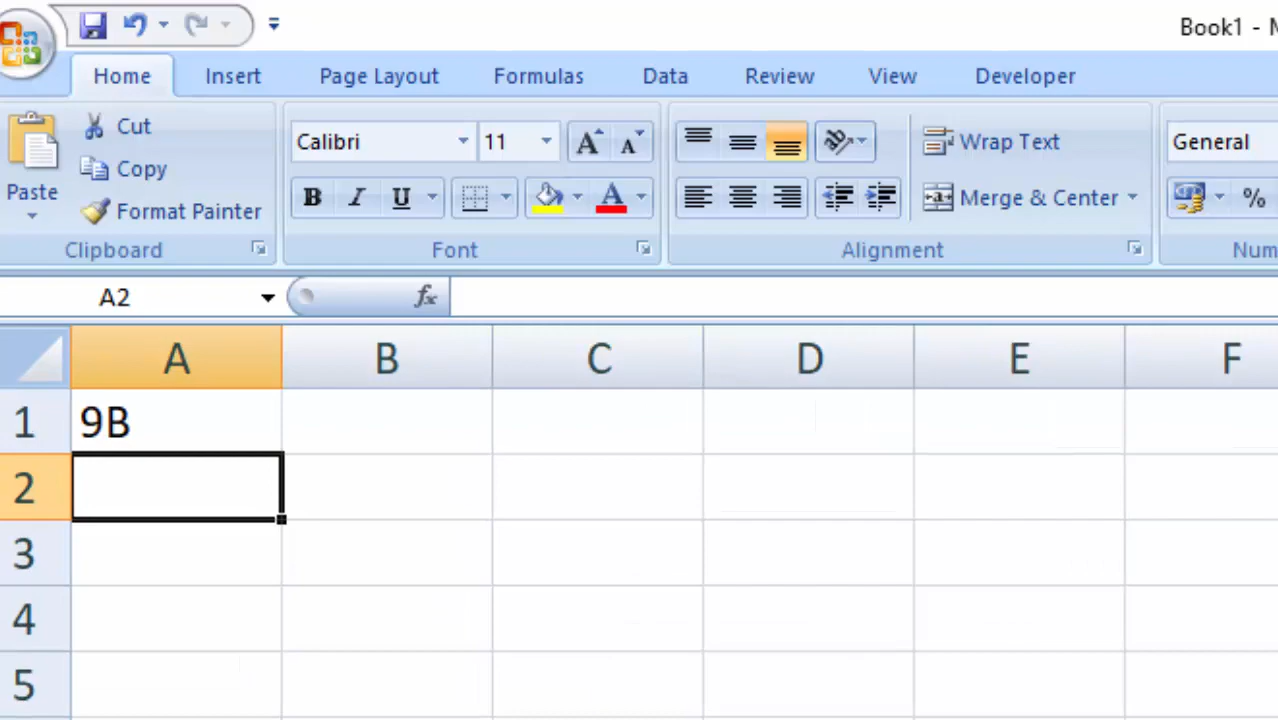 Book1 -
Home Insert Page Layout Formulas Data Review View Developer
Paste Cut Calibri 11 Wrap Text General
Copy
Format Painter B I U A Merge & Center %
Clipboard Font Alignment
A2 fx
A B C D E F
1 9B
2
3
4
5